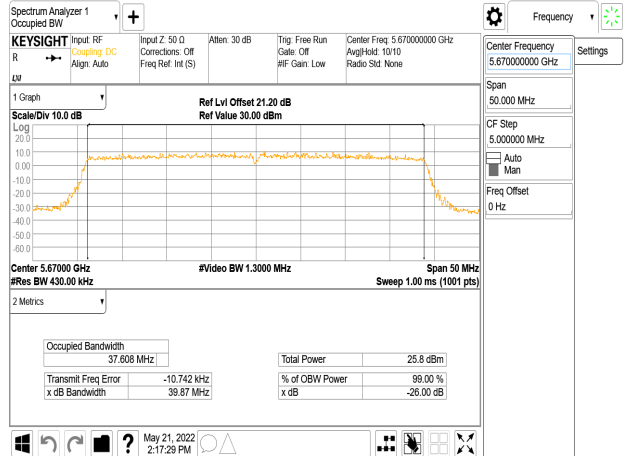 Spectrum Analyzer 1
Occupied BW
Frequency
KEYSIGHT
R
LXI
Input: RF
Coupling: DC
Align: Auto
Input Z: 50 Ω
Corrections: Off
Freq Ref: Int (S)
Atten: 30 dB
Trig: Free Run
Gate: Off
#IF Gain: Low
Center Freq: 5.670000000 GHz
Avg|Hold: 10/10
Radio Std: None
Center Frequency
5.670000000 GHz
Settings
Span
50.000 MHz
CF Step
5.000000 MHz
Auto
Man
Freq Offset
0 Hz
1 Graph
Scale/Div 10.0 dB
Ref Lvl Offset 21.20 dB
Ref Value 30.00 dBm
Log
20.0
10.0
0.00
-10.0
-20.0
-30.0
-40.0
-50.0
-60.0
Center 5.67000 GHz
#Video BW 1.3000 MHz
Span 50 MHz
#Res BW 430.00 kHz
Sweep 1.00 ms (1001 pts)
2 Metrics
Occupied Bandwidth
37.608 MHz
Total Power 25.8 dBm
Transmit Freq Error -10.742 kHz
% of OBW Power 99.00 %
x dB Bandwidth 39.87 MHz
x dB -26.00 dB
May 21, 2022
2:17:29 PM